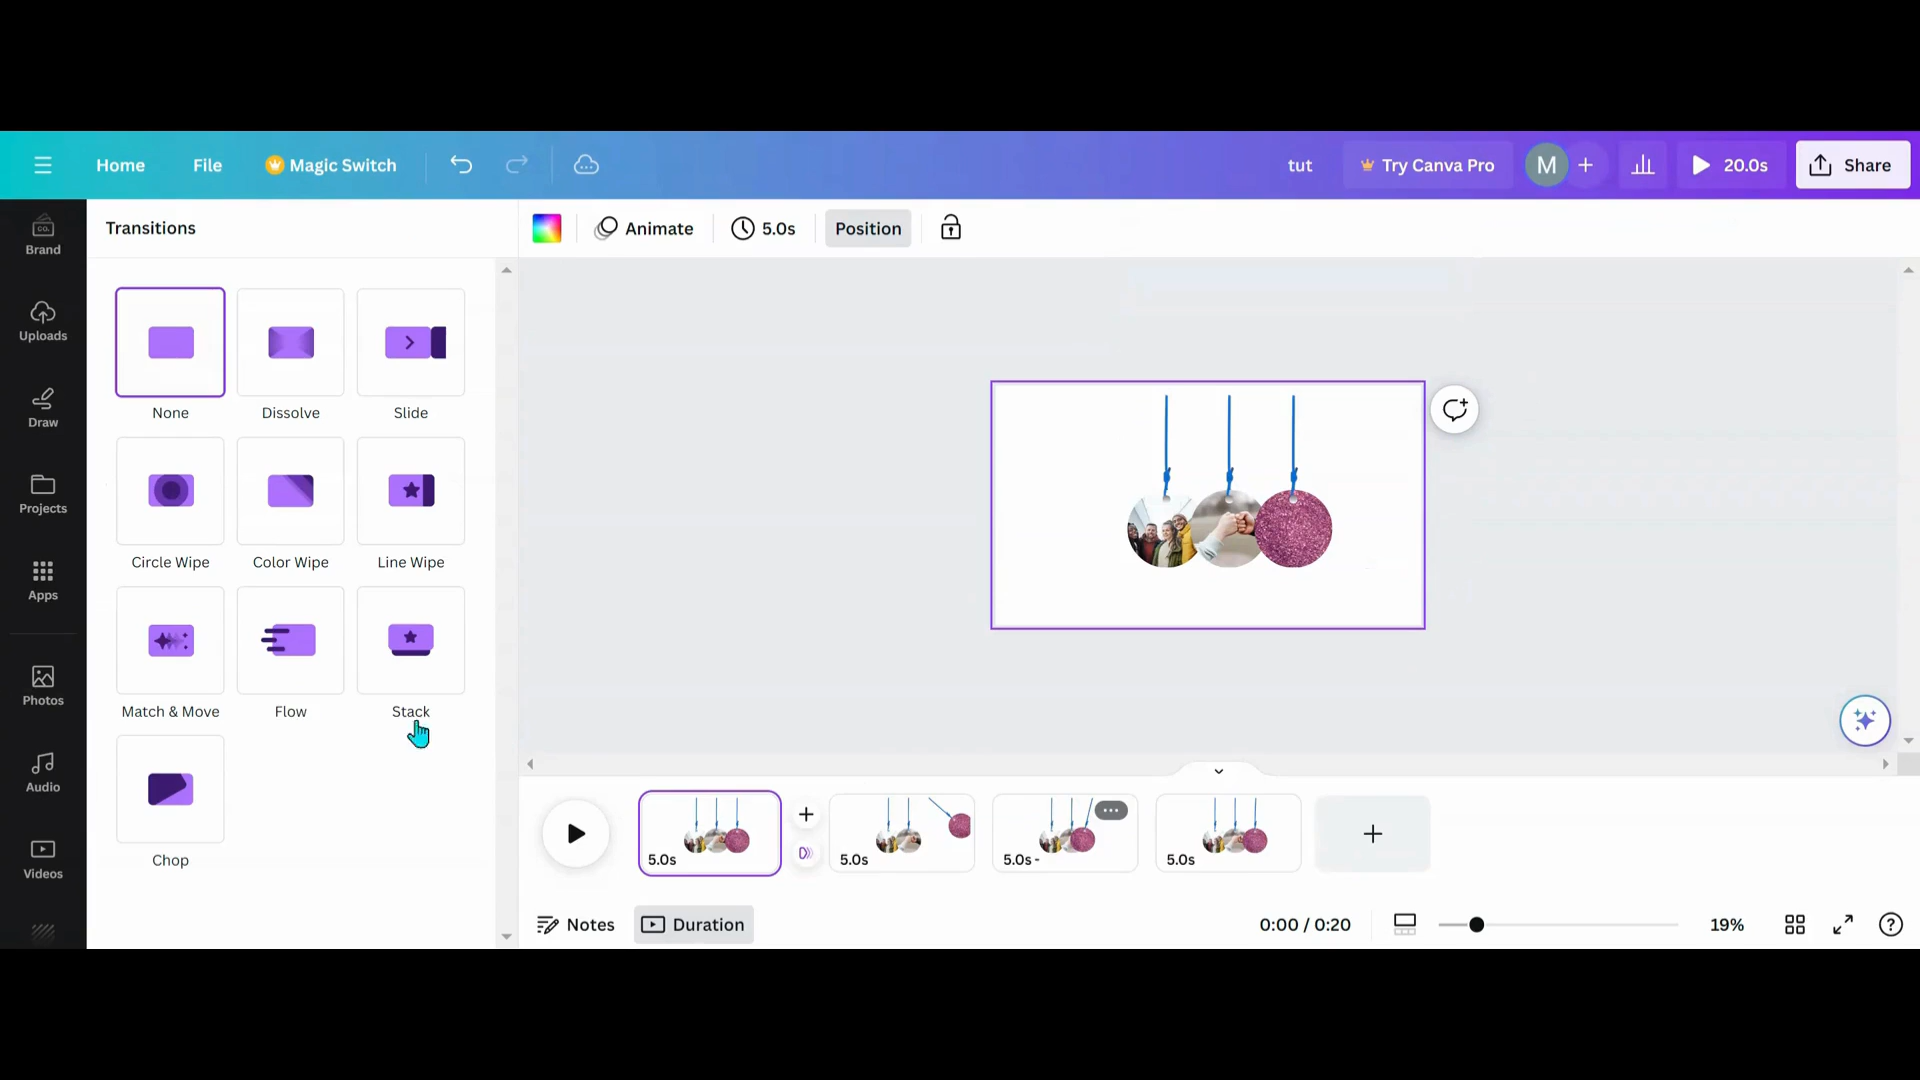 Home
File
Magic Switch
tut
Try Canva Pro
M
20.0s
Share
CO.
Brand
Uploads
Draw
Projects
Apps
Photos
Audio
Videos
Transitions
None
Dissolve
Slide
Circle Wipe
Color Wipe
Line Wipe
Match & Move
Flow
Stack
Chop
Animate
5.0s
Position
5.0s
5.0s
5.0s -
5.0s
Notes
Duration
0:00 / 0:20
19%